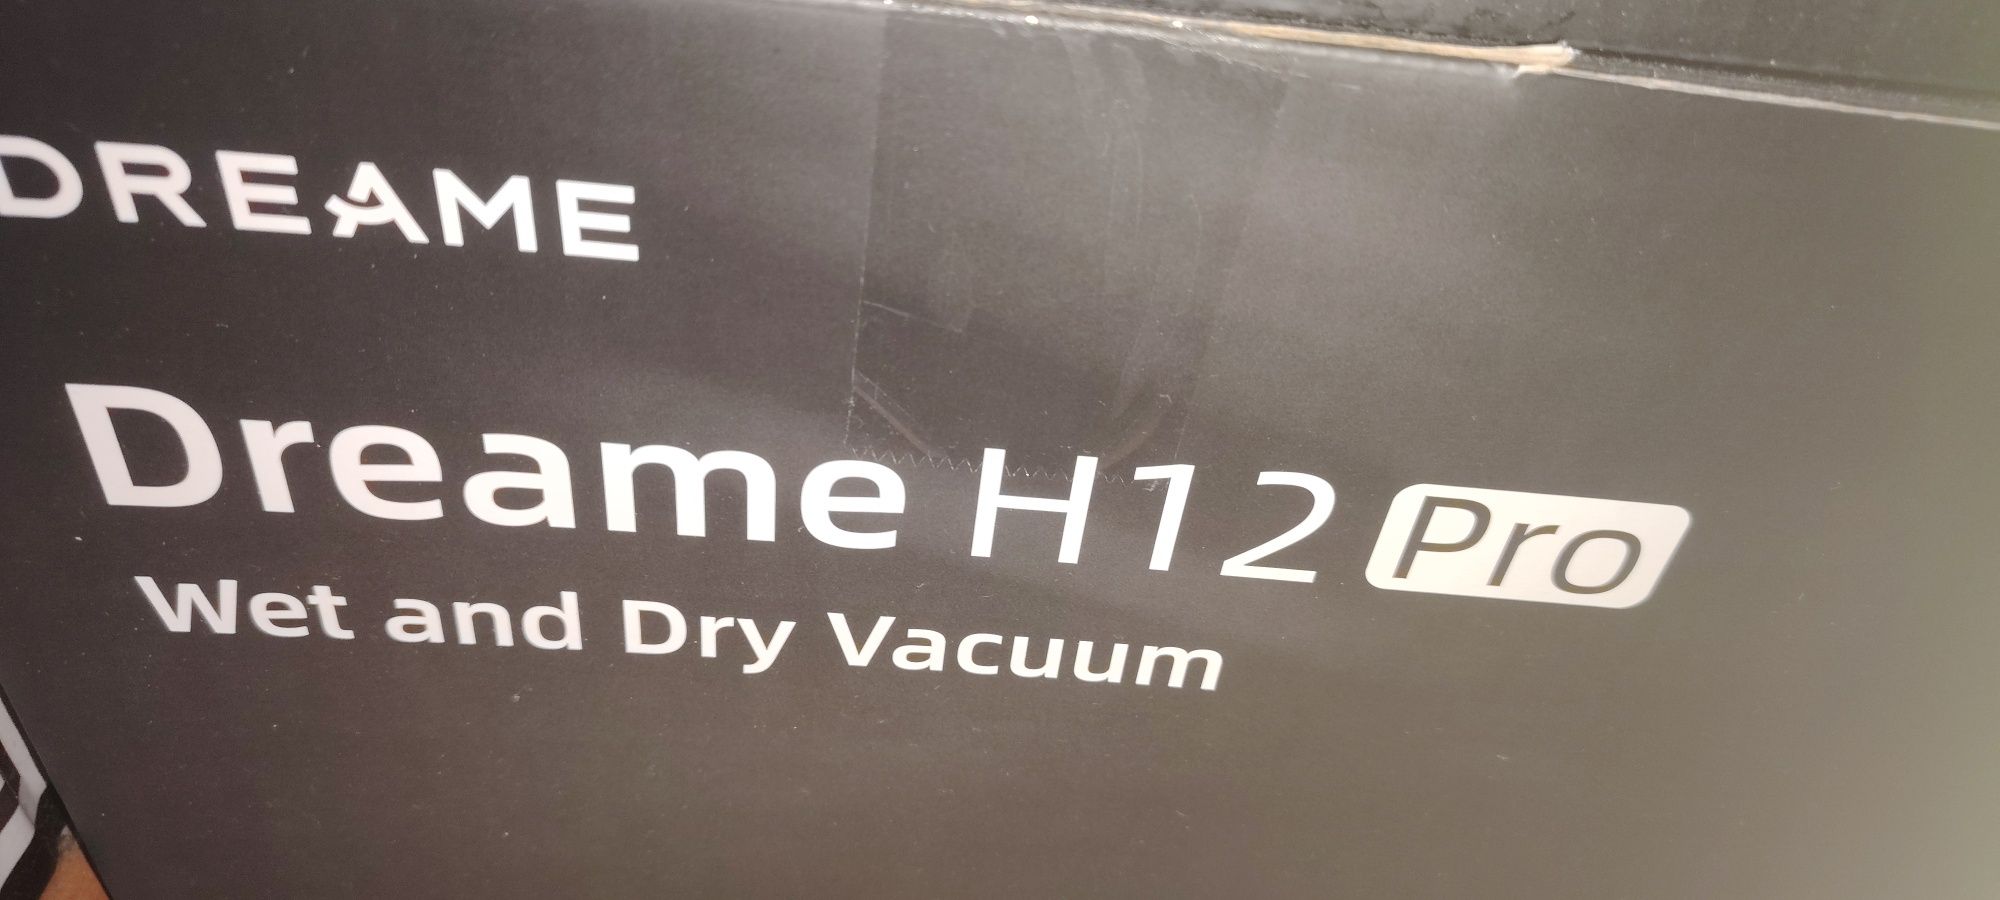 DREAME
Dreame H12 Pro
Wet and Dry Vacuum